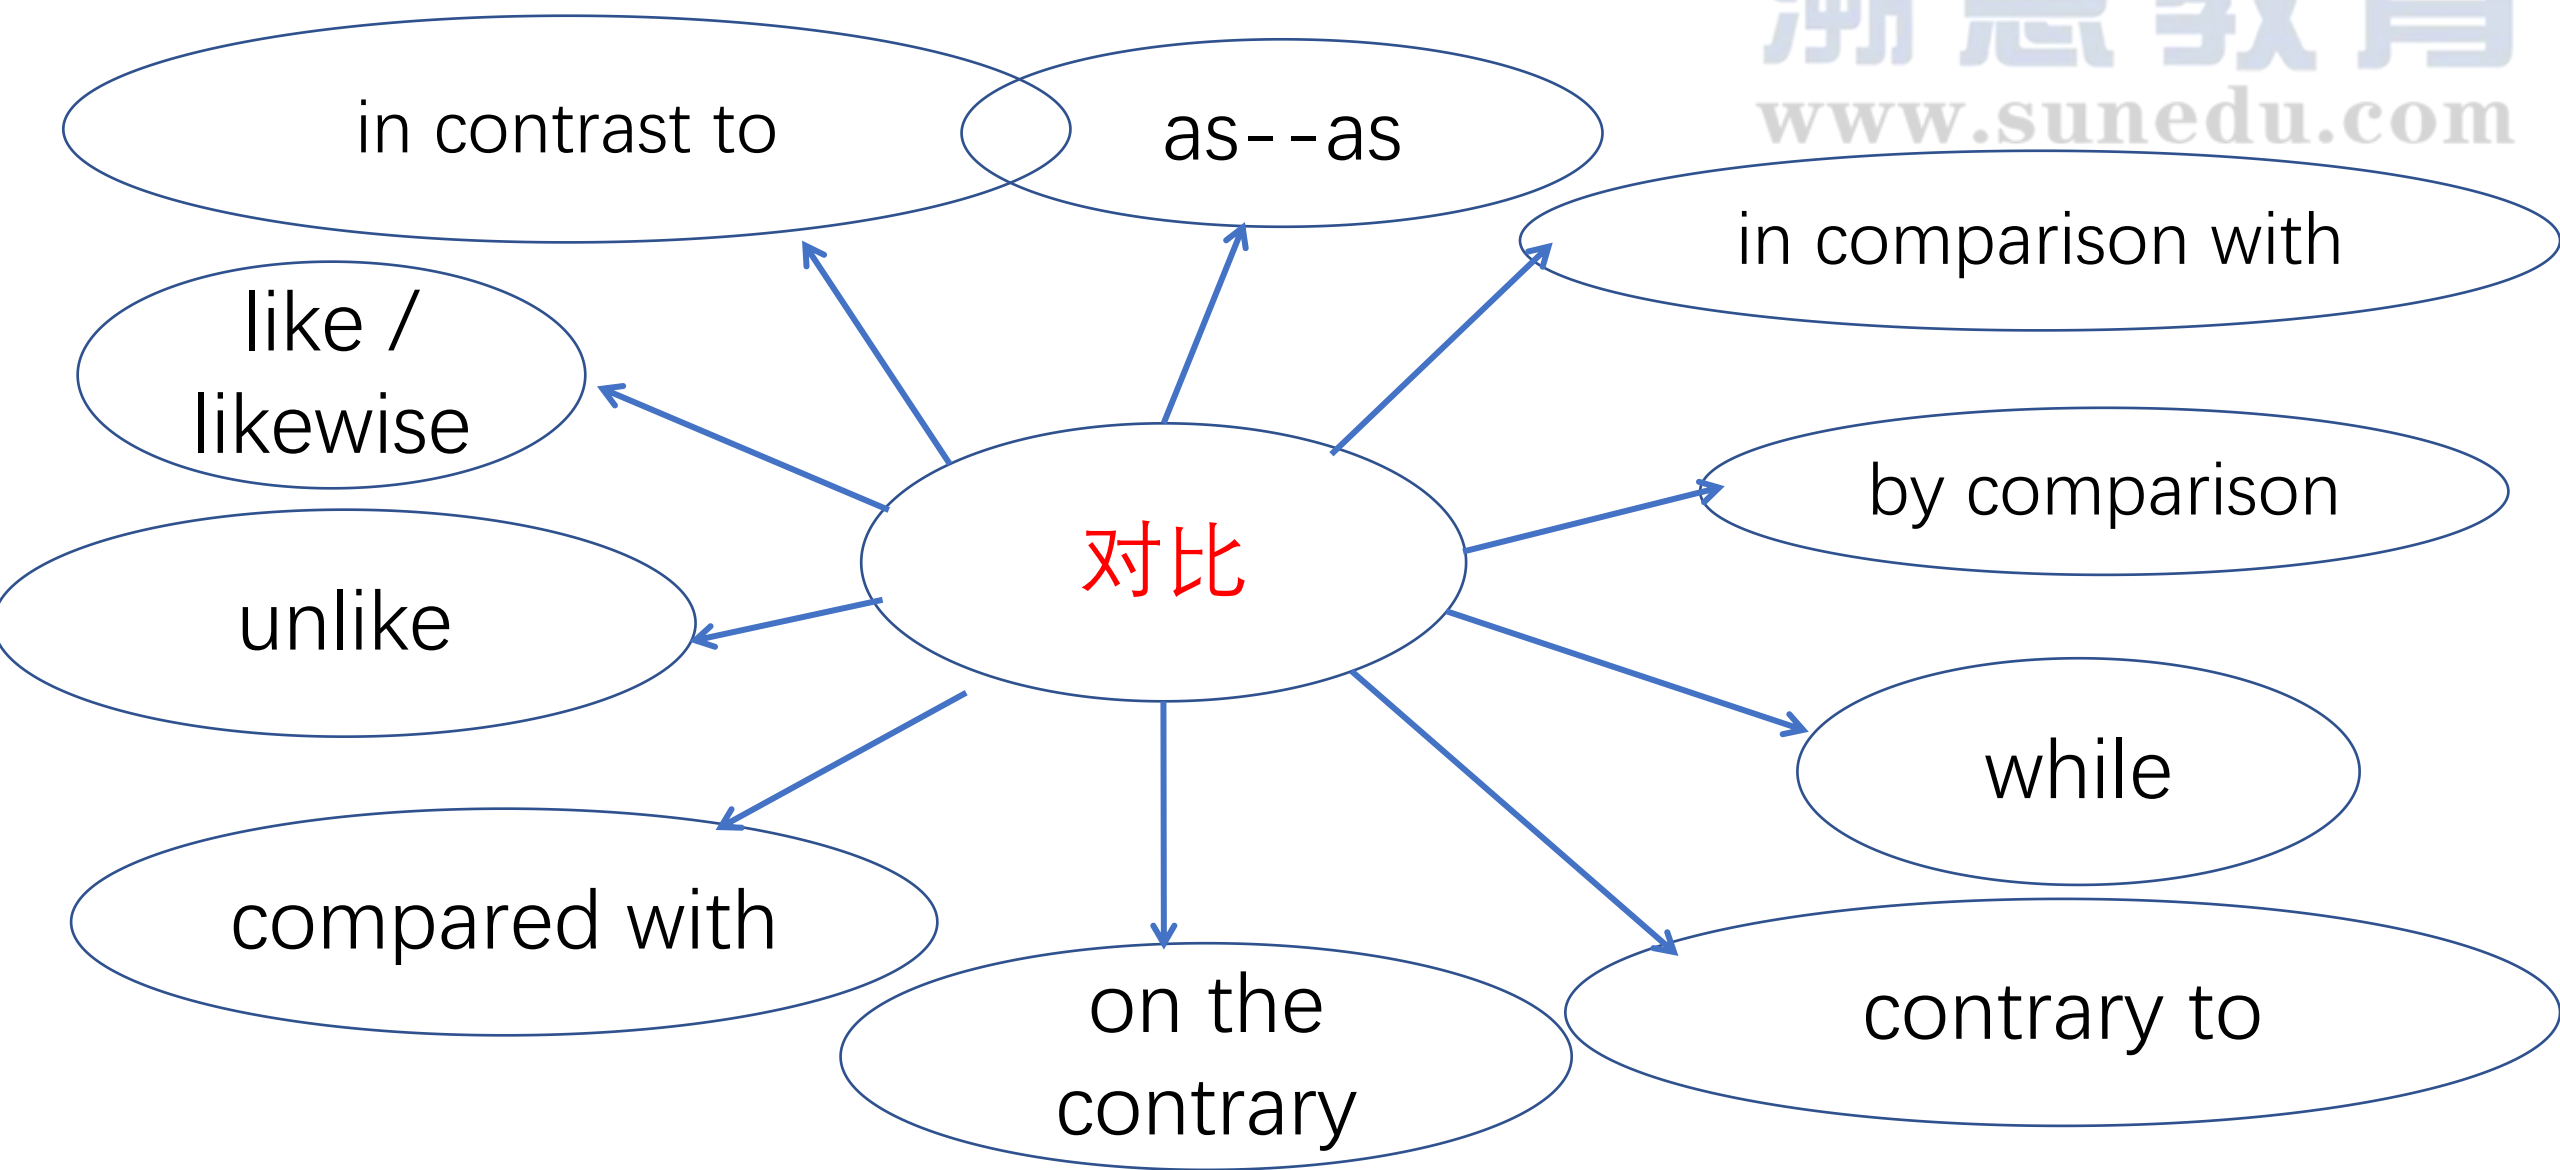 www.sunedu.com
in contrast to
as--as
in comparison with
like /
likewise
by comparison
对比
unlike
while
compared with
on the
contrary
contrary to